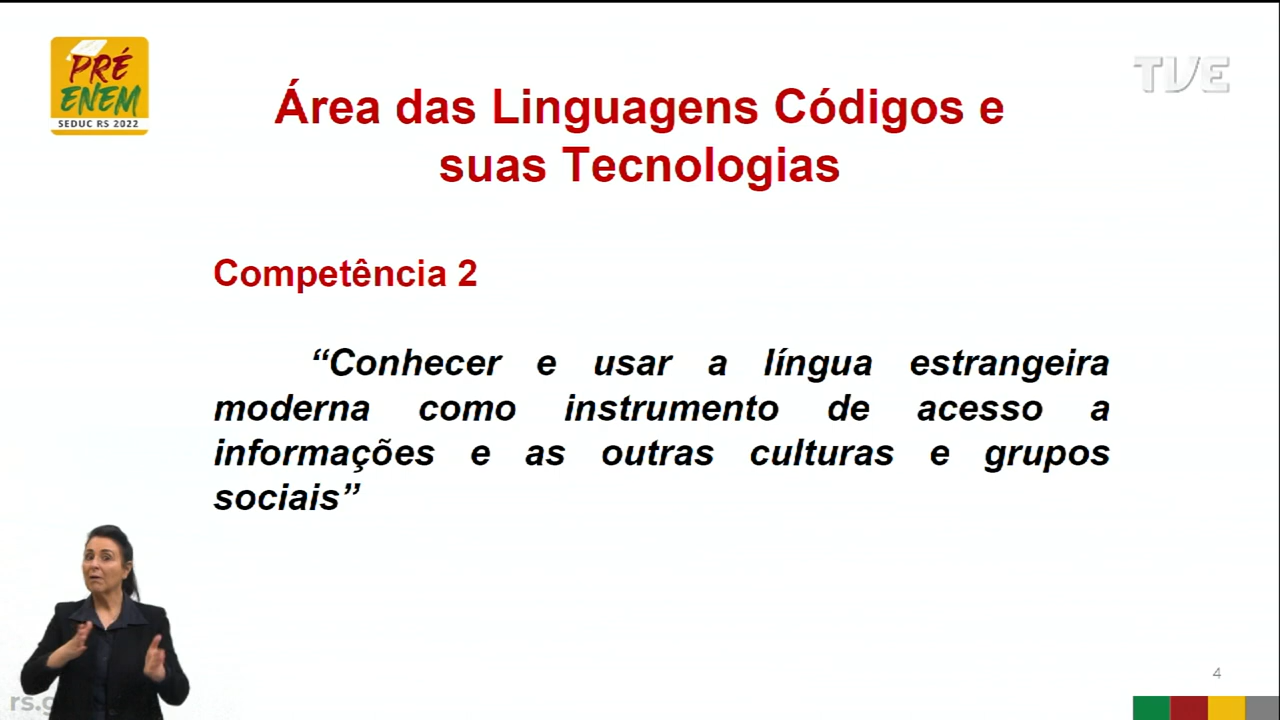 PRÉ
ENEM
SEDUC RS 2022
TVE
Área das Linguagens Códigos e
suas Tecnologias
Competência 2
“Conhecer e usar a língua estrangeira
moderna como instrumento de acesso a
informações e as outras culturas e grupos
sociais”
4